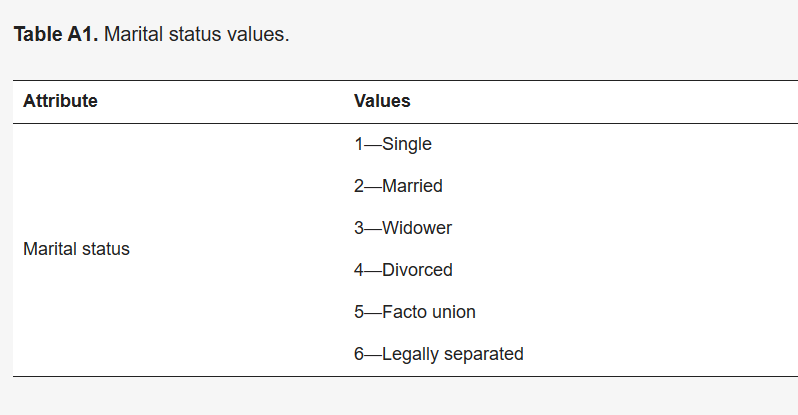 Table A1. Marital status values.
Attribute Values
1—Single
2—Married
3—Widower
Marital status
4—Divorced
5—Facto union
6—Legally separated